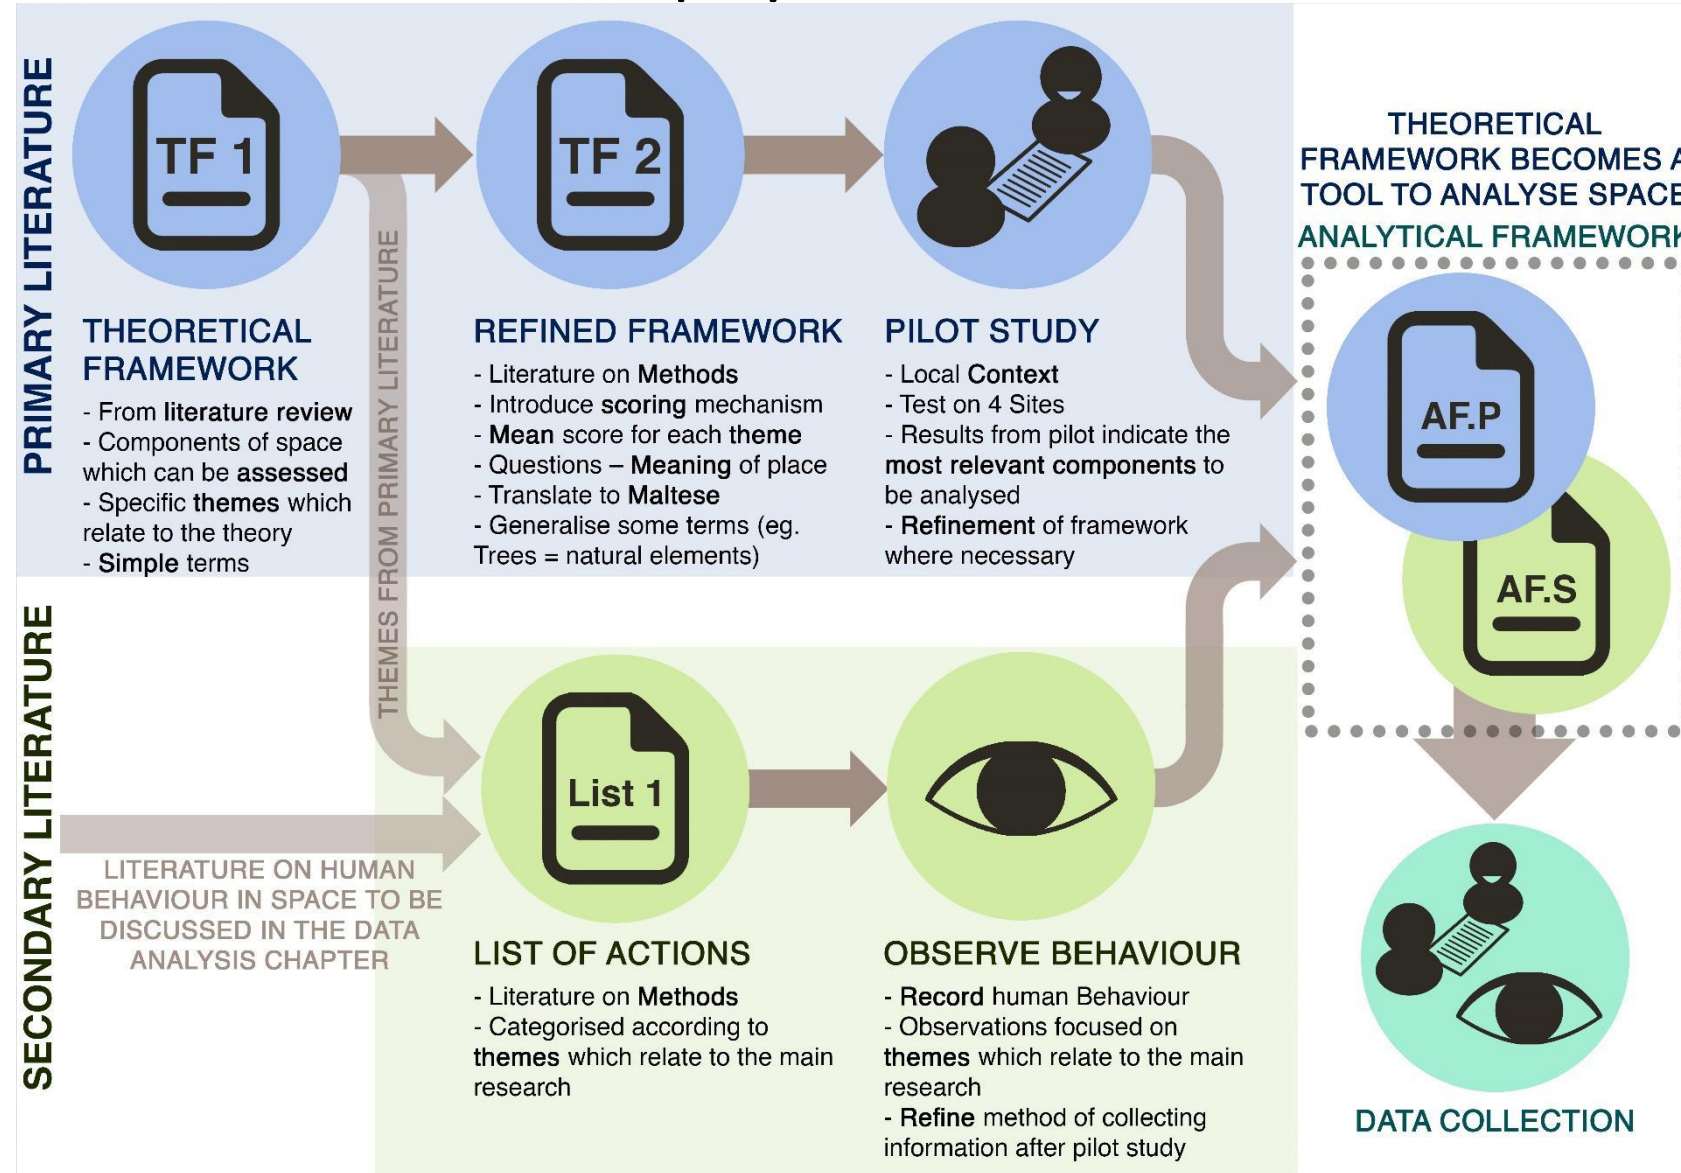 PRIMARY LITERATURE
TF 1
TF 2
THEORETICAL
FRAMEWORK
- From literature review
- Components of space
which can be assessed
- Specific themes which
relate to the theory
- Simple terms
THEMES FROM PRIMARY LITERATURE
REFINED FRAMEWORK
- Literature on Methods
- Introduce scoring mechanism
- Mean score for each theme
- Questions – Meaning of place
- Translate to Maltese
- Generalise some terms (eg.
Trees = natural elements)
PILOT STUDY
- Local Context
- Test on 4 Sites
- Results from pilot indicate the
most relevant components to
be analysed
- Refinement of framework
where necessary
THEORETICAL
FRAMEWORK BECOMES A
TOOL TO ANALYSE SPACE
ANALYTICAL FRAMEWORK
AF.P
AF.S
SECONDARY LITERATURE
LITERATURE ON HUMAN
BEHAVIOUR IN SPACE TO BE
DISCUSSED IN THE DATA
ANALYSIS CHAPTER
List 1
LIST OF ACTIONS
- Literature on Methods
- Categorised according to
themes which relate to the main
research
OBSERVE BEHAVIOUR
- Record human Behaviour
- Observations focused on
themes which relate to the main
research
- Refine method of collecting
information after pilot study
DATA COLLECTION